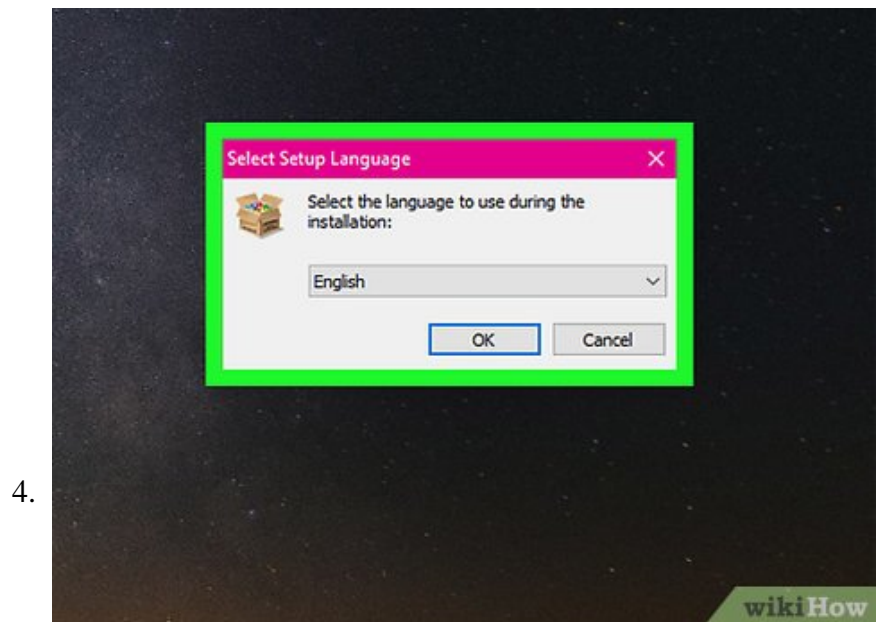 Select Setup Language
Select the language to use during the
installation:
English
OK Cancel
4.
wikiHow